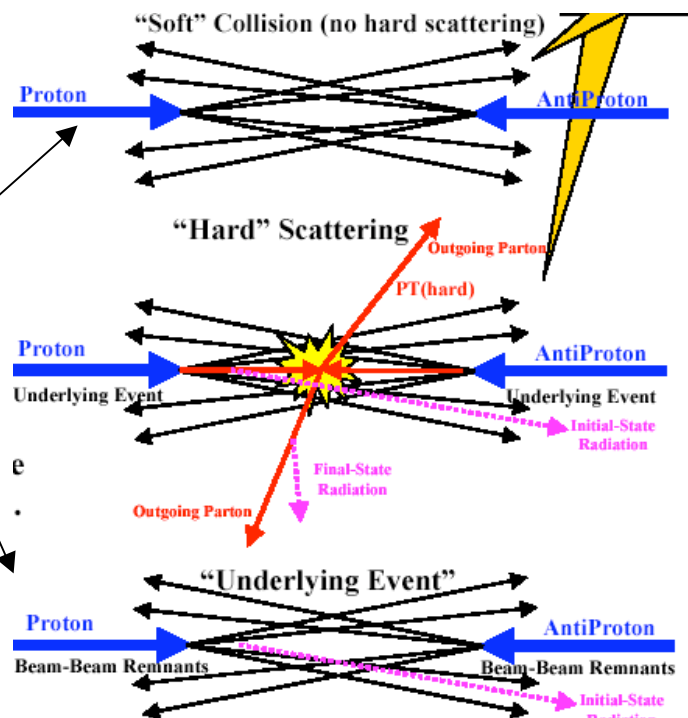 “Soft” Collision (no hard scattering)
Proton
AntiProton
“Hard” Scattering
Outgoing Parton
PT(hard)
Proton
AntiProton
Underlying Event
Underlying Event
Initial-State
Radiation
Final-State
Radiation
e
.
Outgoing Parton
“Underlying Event”
Proton
AntiProton
Beam-Beam Remnants
Beam-Beam Remnants
Initial-State
Radiation